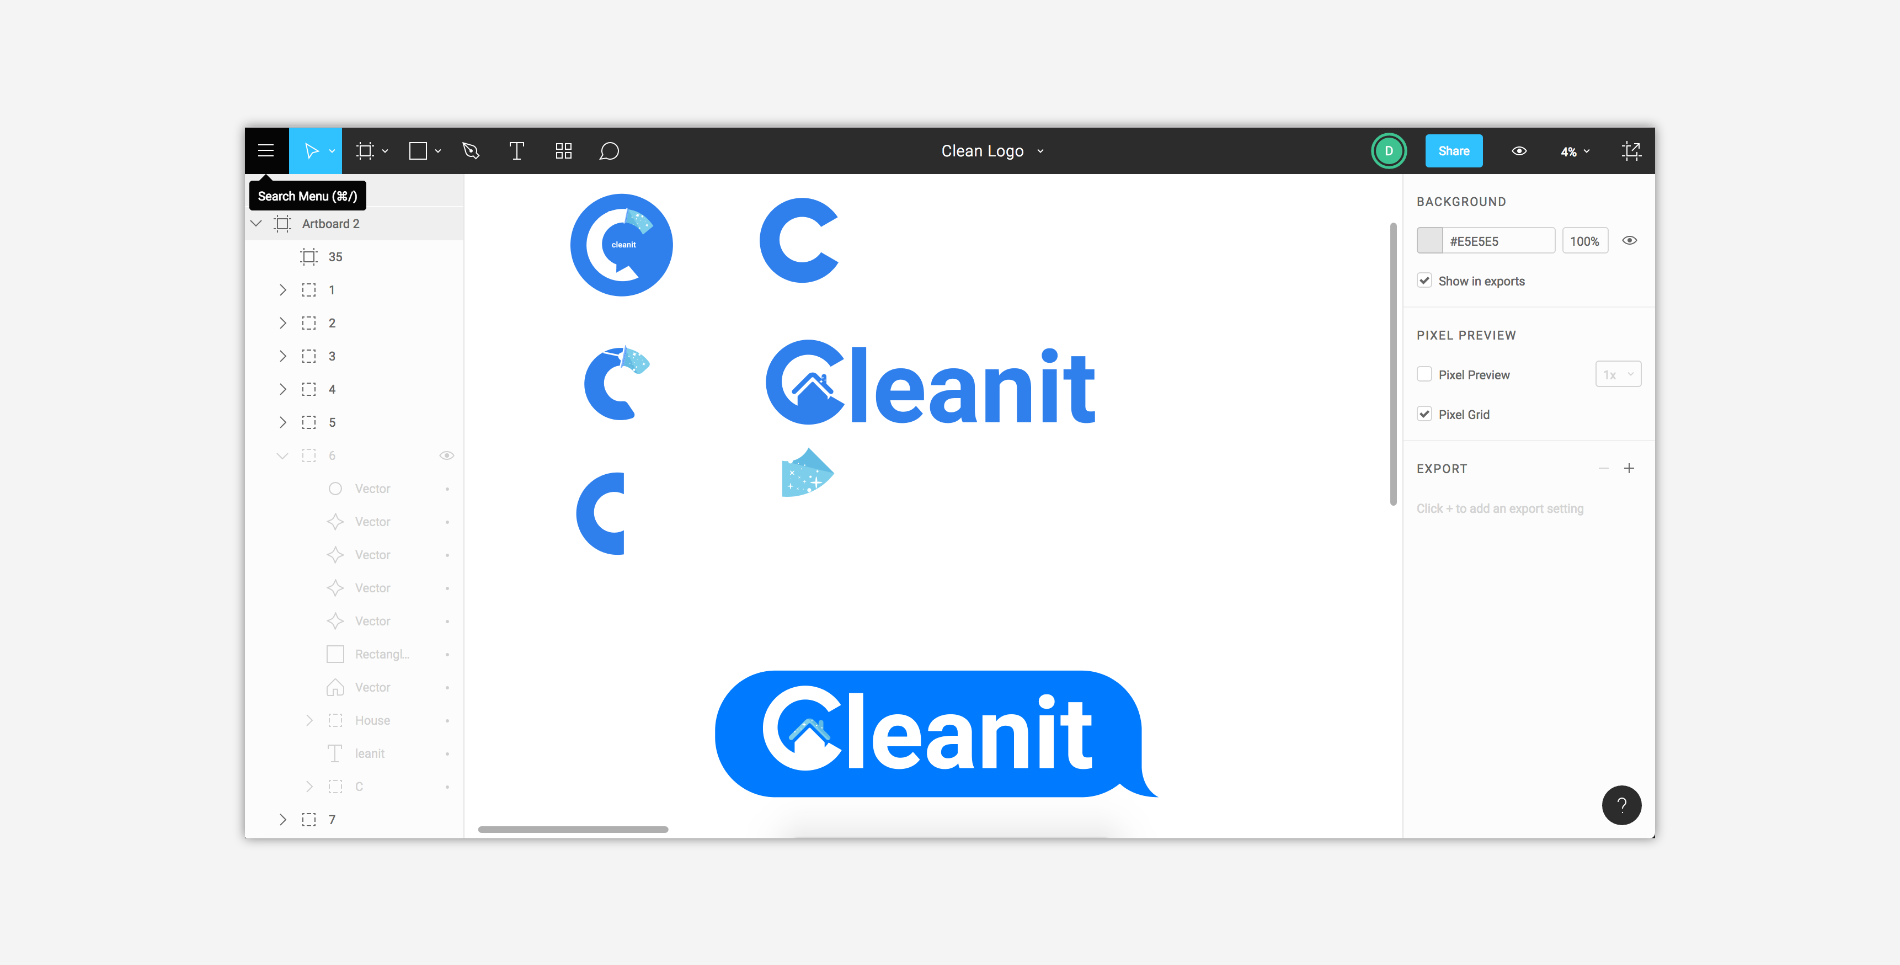 Clean Logo
D
Share
4%
Search Menu (⌘/)
Artboard 2
35
1
2
3
4
5
6
Vector
Vector
Vector
Vector
Vector
Rectangl...
Vector
House
leanit
C
7
cleanit
C
C
Cleanit
C
Cleanit
BACKGROUND
#E5E5E5
100%
Show in exports
PIXEL PREVIEW
Pixel Preview
1x
Pixel Grid
EXPORT
Click + to add an export setting
?